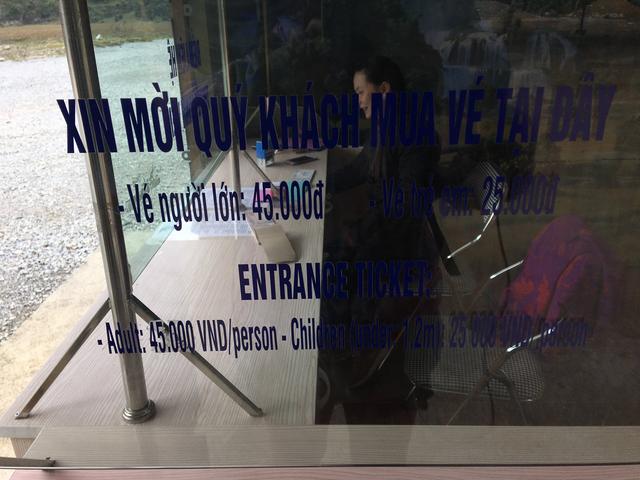 XIN MỜI QUÝ KHÁCH MUA VÉ TẠI ĐÂY
- Vé người lớn: 45.000đ - Vé trẻ em: 25.000đ
ENTRANCE TICKET:
- Adult: 45.000 VND/person - Children (under 1.2m): 25 000 VND/person